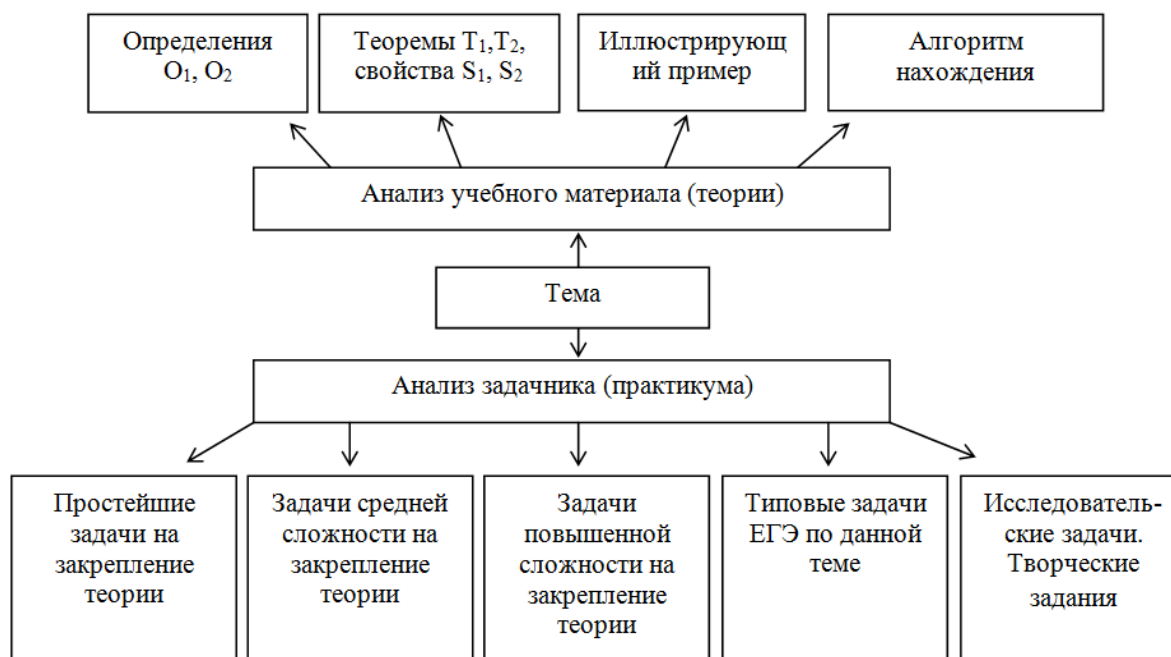 Определения
O₁, O₂
Теоремы T₁,T₂,
свойства S₁, S₂
Иллюстрирующ
ий пример
Алгоритм
нахождения
Анализ учебного материала (теории)
Тема
Анализ задачника (практикума)
Простейшие
задачи на
закрепление
теории
Задачи средней
сложности на
закрепление
теории
Задачи
повышенной
сложности на
закрепление
теории
Типовые задачи
ЕГЭ по данной
теме
Исследователь-
ские задачи.
Творческие
задания